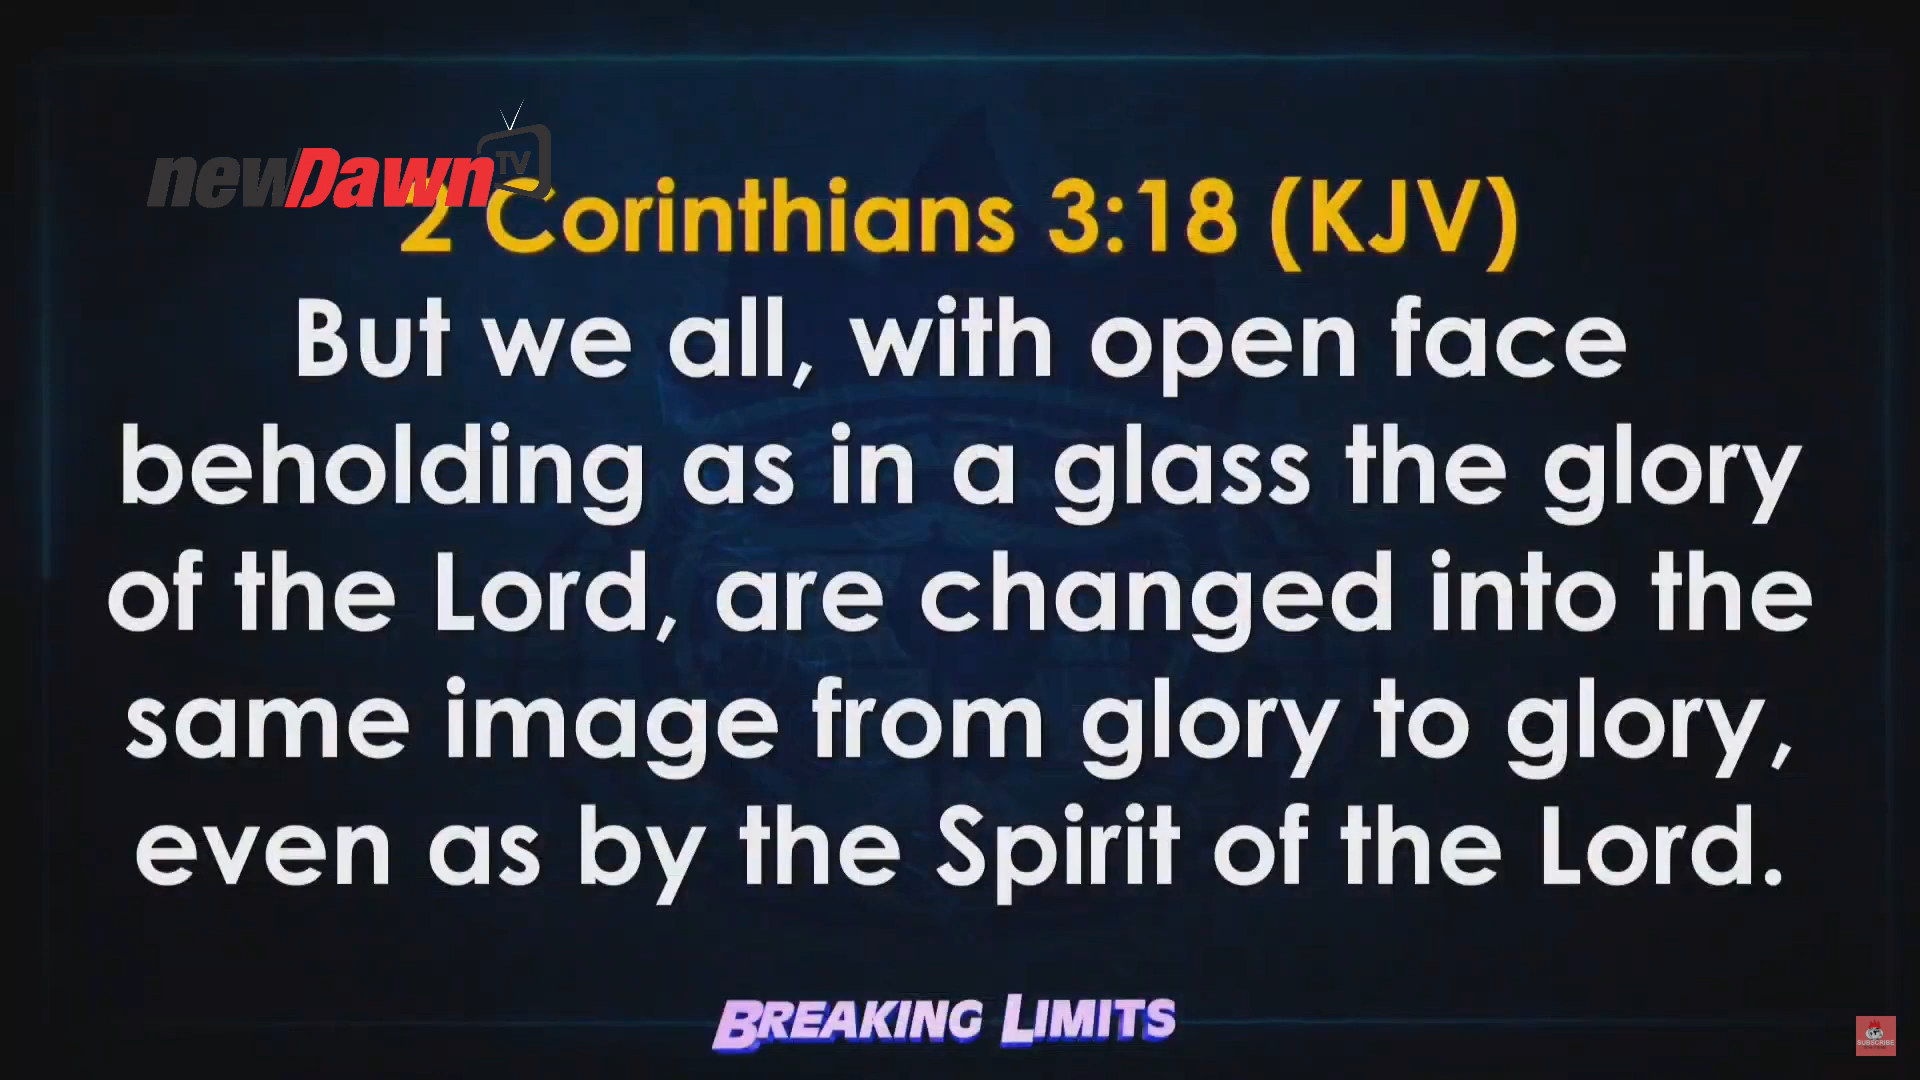 newDawn TV
2 Corinthians 3:18 (KJV)
But we all, with open face
beholding as in a glass the glory
of the Lord, are changed into the
same image from glory to glory,
even as by the Spirit of the Lord.
BREAKING LIMITS
SUBSCRIBE